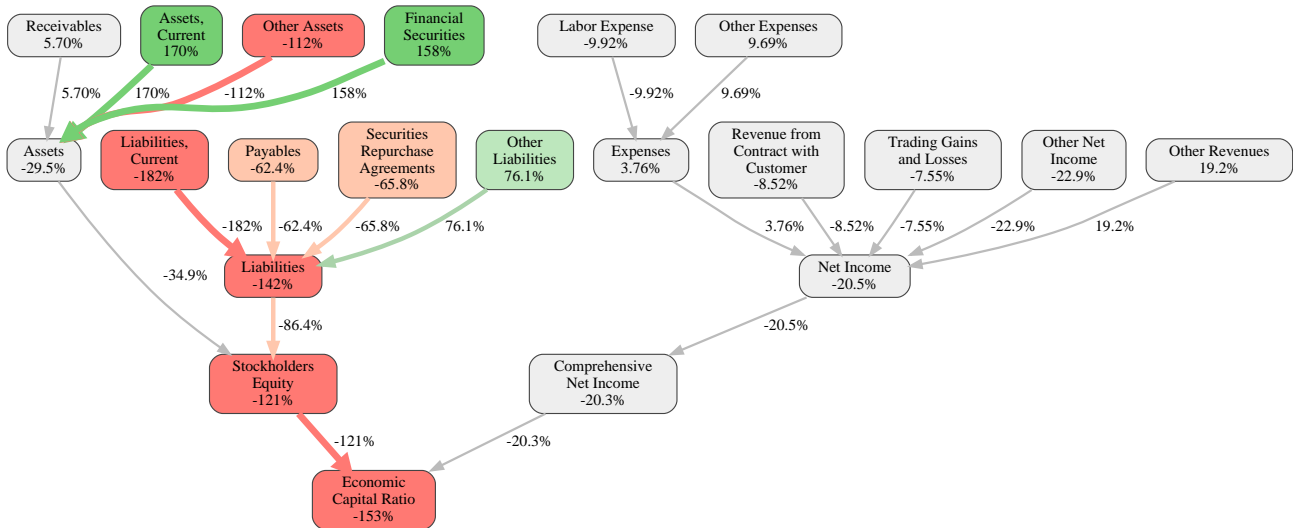 Receivables
5.70%
Assets,
Current
170%
Other Assets
-112%
Financial
Securities
158%
Labor Expense
-9.92%
Other Expenses
9.69%
5.70%
170%
-112%
158%
-9.92%
9.69%
Assets
-29.5%
Liabilities,
Current
-182%
Payables
-62.4%
Securities
Repurchase
Agreements
-65.8%
Other
Liabilities
76.1%
Expenses
3.76%
Revenue from
Contract with
Customer
-8.52%
Trading Gains
and Losses
-7.55%
Other Net
Income
-22.9%
Other Revenues
19.2%
-182%
-62.4%
-65.8%
76.1%
3.76%
-8.52%
-7.55%
-22.9%
19.2%
-34.9%
Liabilities
-142%
Net Income
-20.5%
-86.4%
-20.5%
Stockholders
Equity
-121%
Comprehensive
Net Income
-20.3%
-121%
-20.3%
Economic
Capital Ratio
-153%